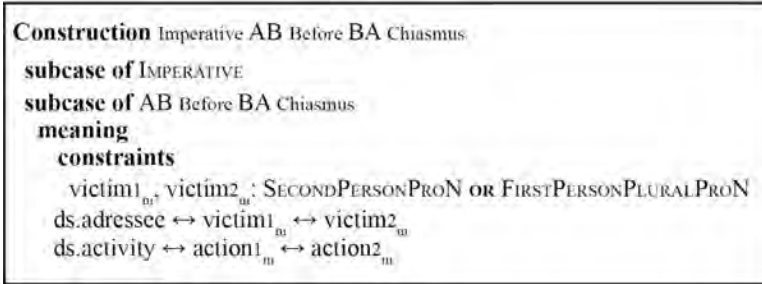 Construction Imperative AB Before BA Chiasmus
subcase of IMPERATIVE
subcase of AB Before BA Chiasmus
meaning
constraints
victim1m, victim2m: SECONDPERSONPRON OR FIRSTPERSONPLURALPRON
ds.adressee ↔ victim1m ↔ victim2m
ds.activity ↔ action1m ↔ action2m